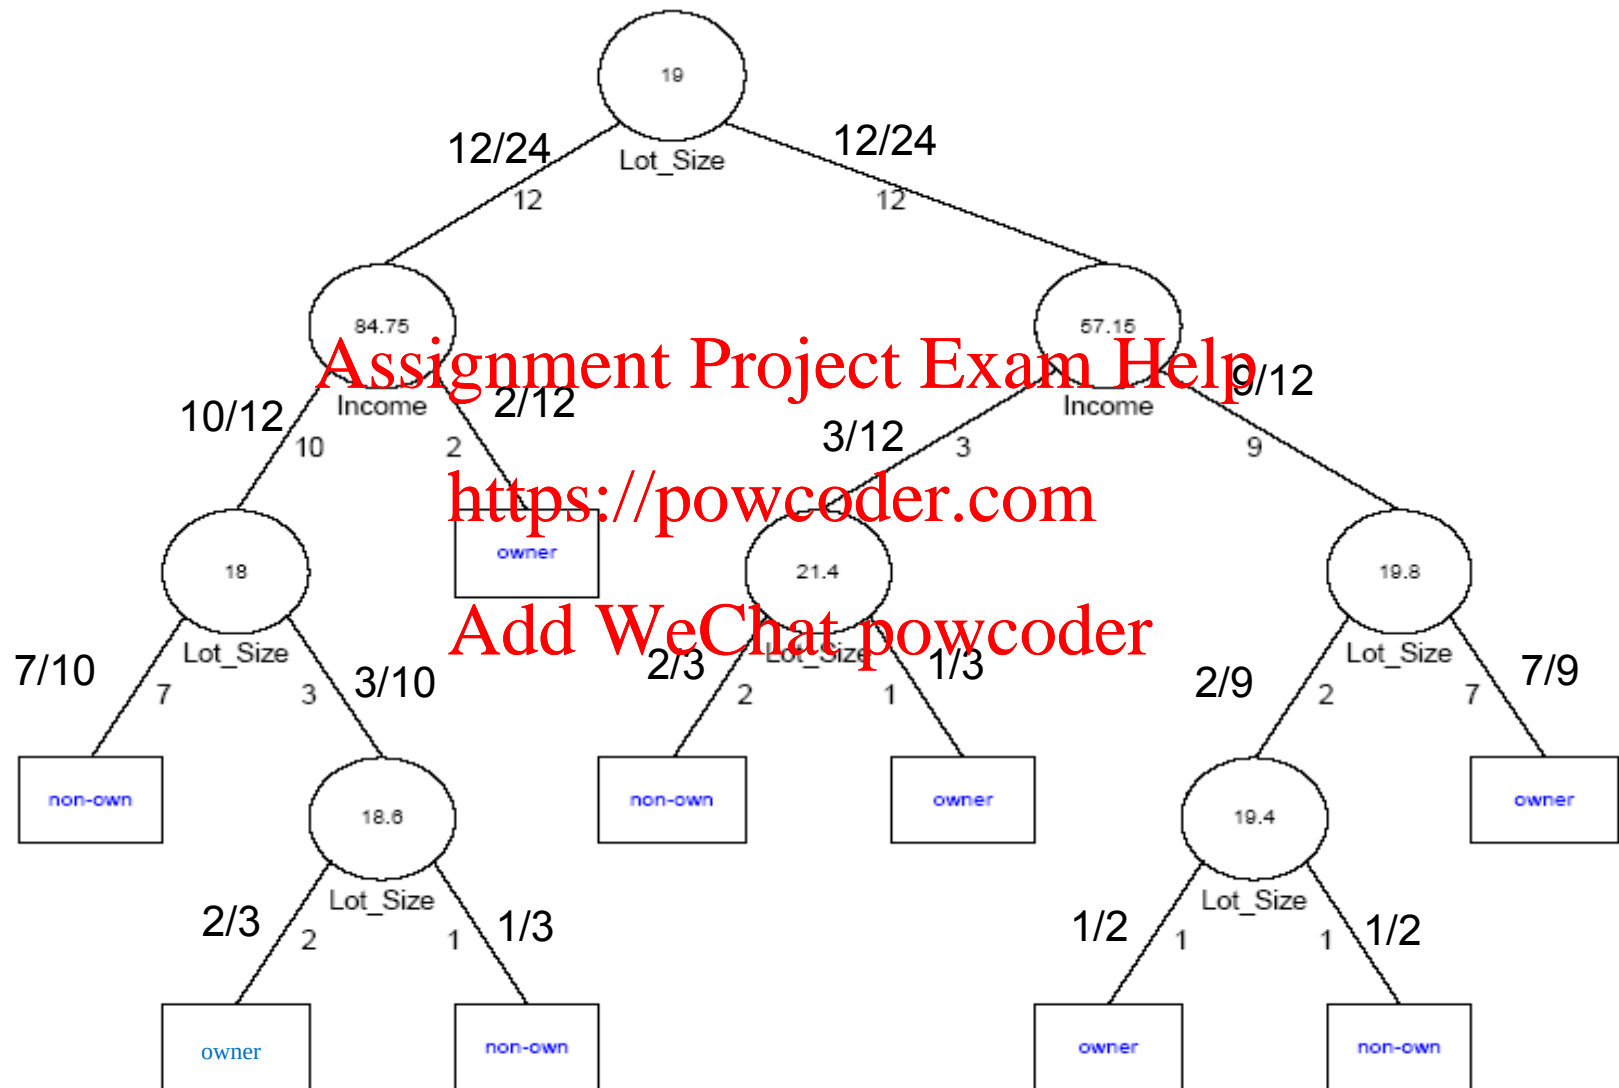 19
12/24
12/24
Lot_Size
12
12
84.75
57.15
Assignment Project Exam Help
10/12
Income
2/12
3/12
Income
9/12
10
2
3
9
https://powcoder.com
18
owner
21.4
19.8
Add WeChat powcoder
7/10
Lot_Size
3/10
2/3
Lot_Size
1/3
2/9
Lot_Size
7/9
7
3
2
1
2
7
non-own
18.6
non-own
owner
19.4
owner
2/3
Lot_Size
1/3
1/2
Lot_Size
1/2
2
1
1
1
owner
non-own
owner
non-own